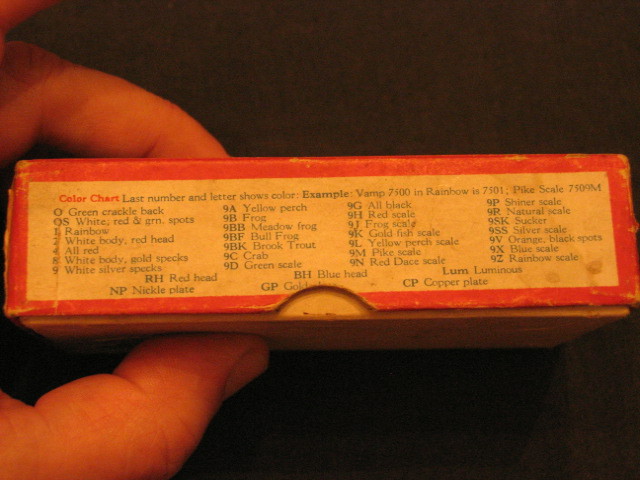 Color Chart Last number and letter shows color: Example: Vamp 7500 in Rainbow is 7501; Pike Scale 7509M
O Green crackle back
OS White, red & grn. spots
1 Rainbow
2 White body, red head
4 All red
8 White body, gold specks
9 White silver specks
9A Yellow perch
9B Frog
9BB Meadow frog
9BF Bull Frog
9BK Brook Trout
9C Crab
9D Green scale
9G All black
9H Red scale
9J Frog scale
9K Gold fish scale
9L Yellow perch scale
9M Pike scale
9N Red Dace scale
9P Shiner scale
9R Natural scale
9SK Sucker
9SS Silver scale
9V Orange, black spots
9X Blue scale
9Z Rainbow scale
RH Red head BH Blue head Lum Luminous
NP Nickle plate GP Gold CP Copper plate